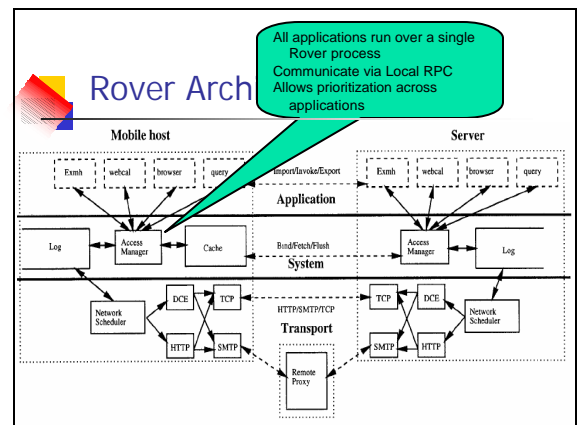 All applications run over a single
Rover process
Communicate via Local RPC
Allows prioritization across
applications
Rover Archi
Mobile host
Server
Exmh webcal browser query Import/Invoke/Export Exmh webcal browser query
Application
Log Access Manager Cache Bind/Fetch/Flush Access Manager Log
System
Network Scheduler DCE TCP HTTP/SMTP/TCP TCP DCE Network Scheduler
Transport
HTTP SMTP SMTP HTTP
Remote Proxy